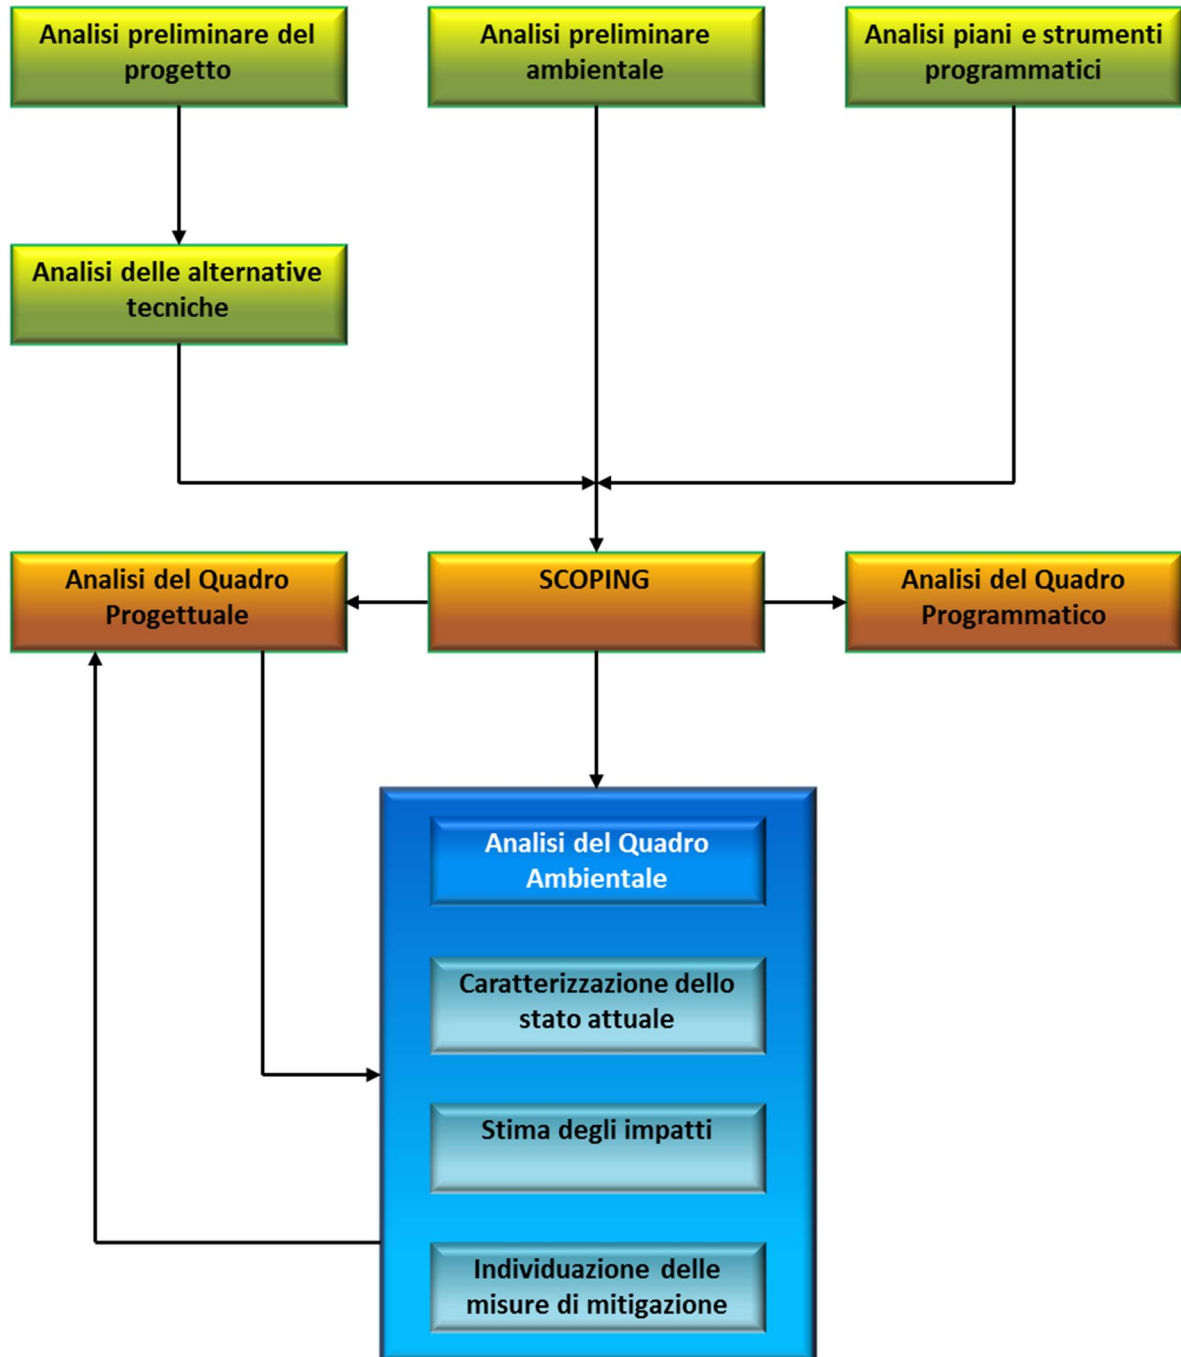 Analisi preliminare del
progetto
Analisi preliminare
ambientale
Analisi piani e strumenti
programmatici
Analisi delle alternative
tecniche
Analisi del Quadro
Progettuale
SCOPING
Analisi del Quadro
Programmatico
Analisi del Quadro
Ambientale
Caratterizzazione dello
stato attuale
Stima degli impatti
Individuazione delle
misure di mitigazione